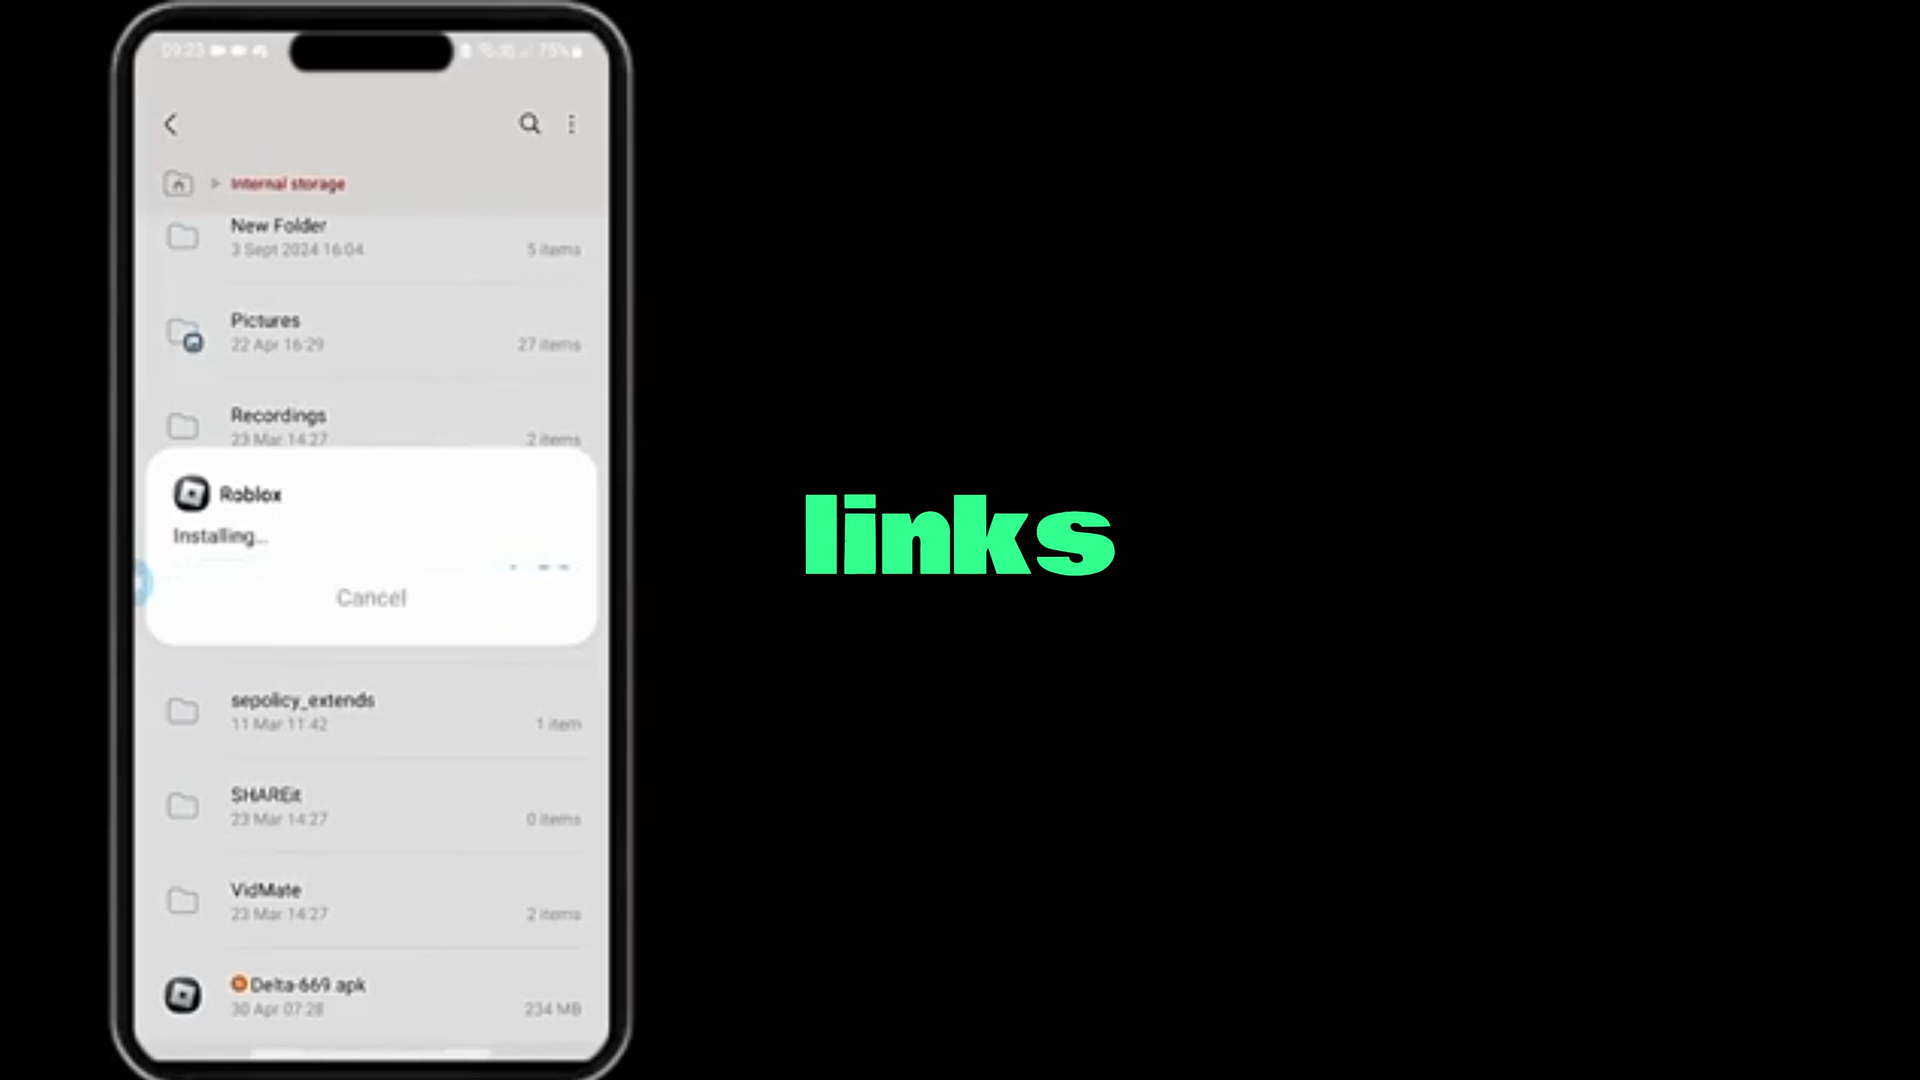 09:23
75%
Internal storage
New Folder
3 Sept 2024 16:04
5 items
Pictures
22 Apr 16:29
27 items
Recordings
23 Mar 14:27
2 items
Roblox
Installing...
Cancel
sepolicy_extends
11 Mar 11:42
1 item
SHAREit
23 Mar 14:27
0 items
VidMate
23 Mar 14:27
2 items
Delta-669.apk
30 Apr 07:28
234 MB
links